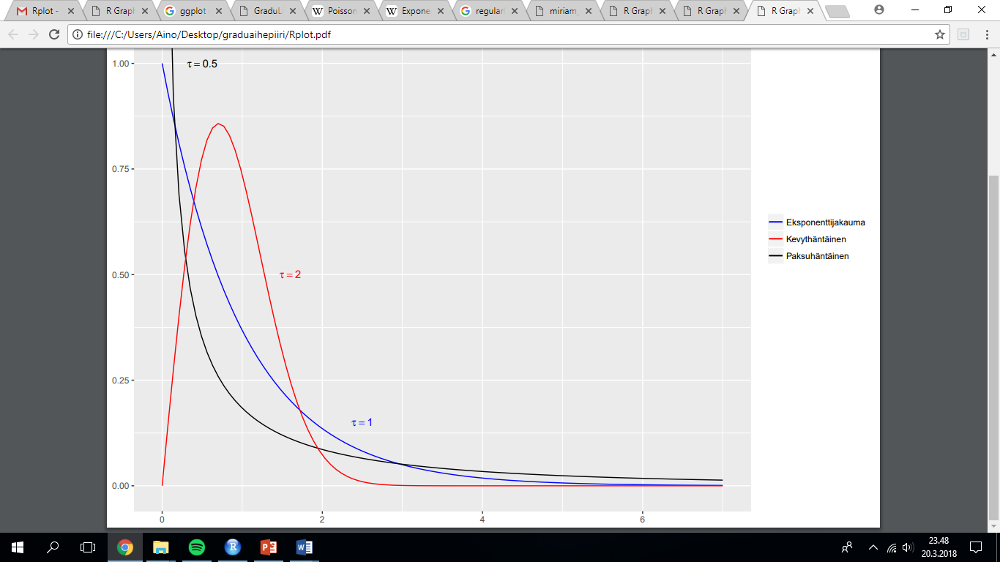 Rplot -
R Graph
ggplot
GraduL
Poisson
Expone
regularl
miriam_
R Graph
R Graph
R Graph
file:///C:/Users/Aino/Desktop/graduaihepiiri/Rplot.pdf
1.00
τ = 0.5
0.75
Eksponenttijakauma
Kevythäntäinen
Paksuhäntäinen
0.50
τ = 2
0.25
τ = 1
0.00
0 2 4 6
23.48
20.3.2018